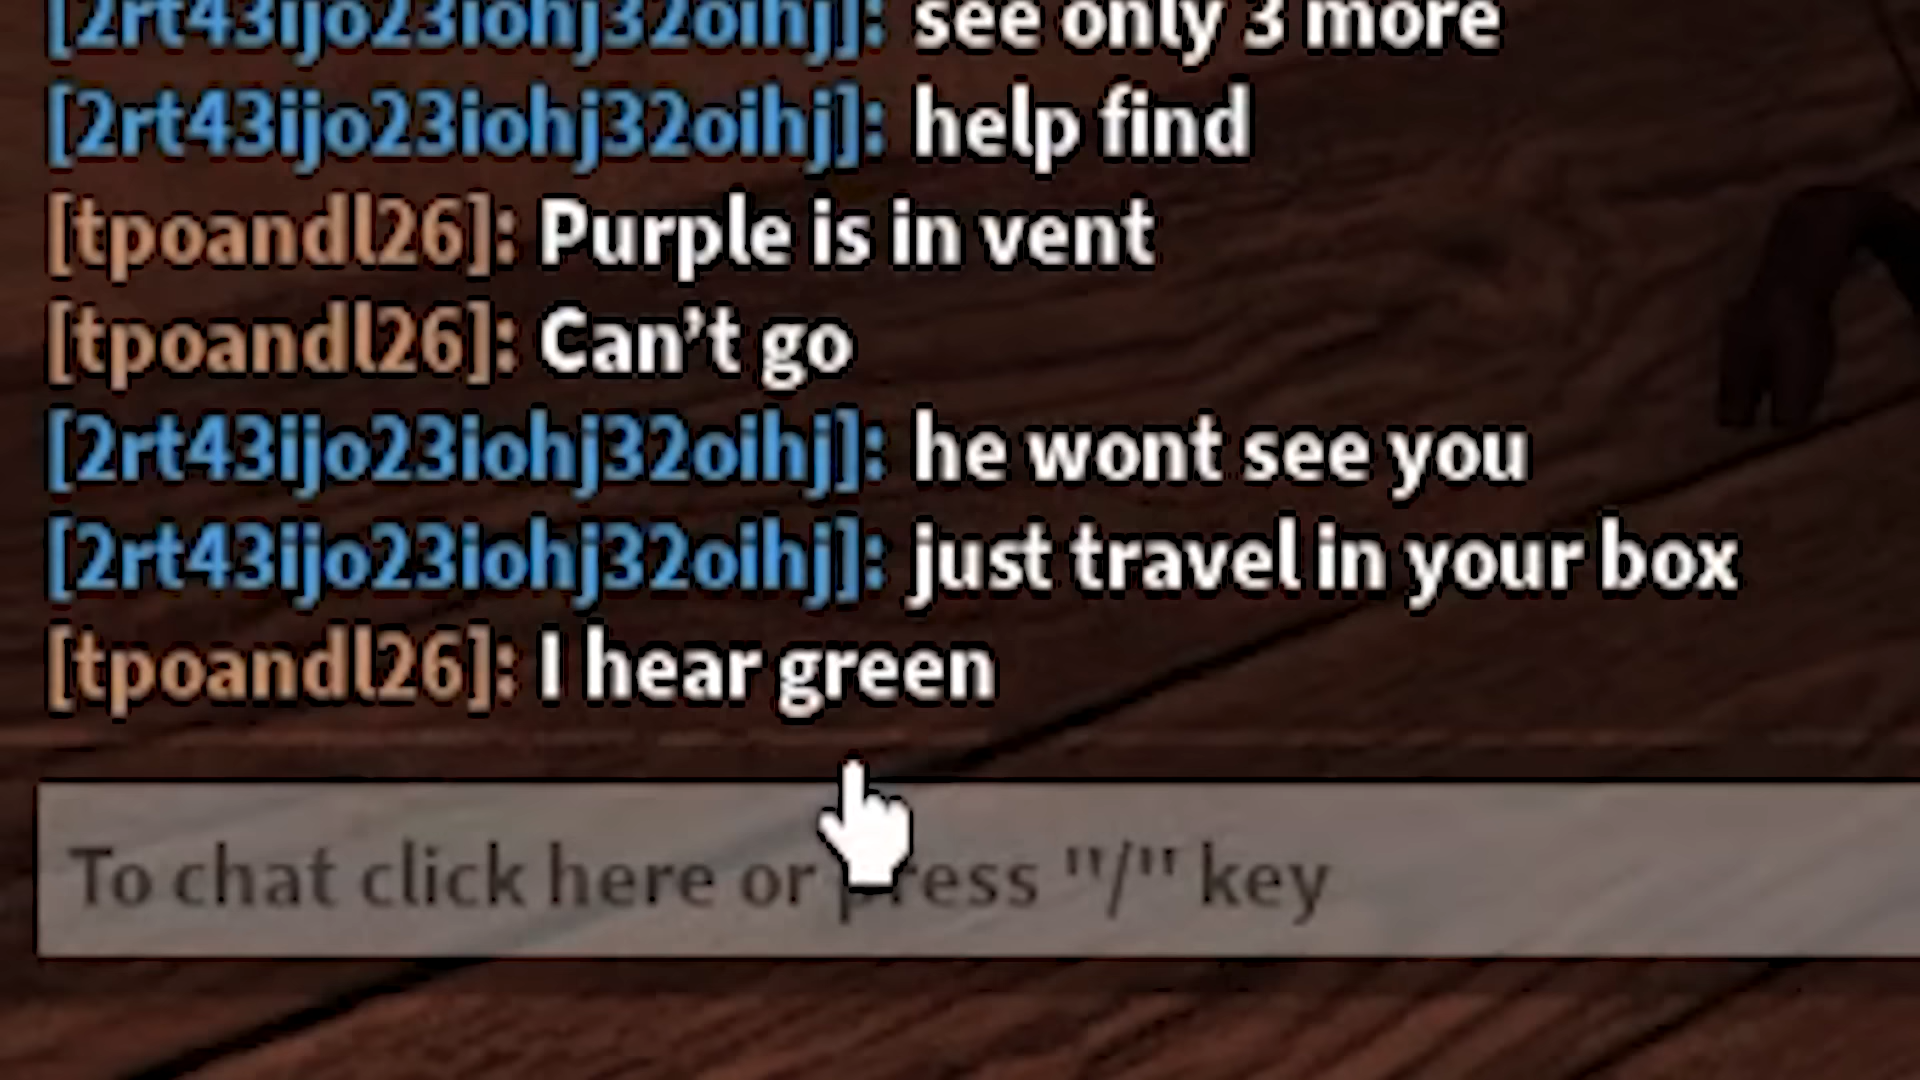 [2rt43ijo23iohj32oihj]: see only 3 more
[2rt43ijo23iohj32oihj]: help find
[tpoandl26]: Purple is in vent
[tpoandl26]: Can't go
[2rt43ijo23iohj32oihj]: he wont see you
[2rt43ijo23iohj32oihj]: just travel in your box
[tpoandl26]: I hear green
To chat click here or press "/" key